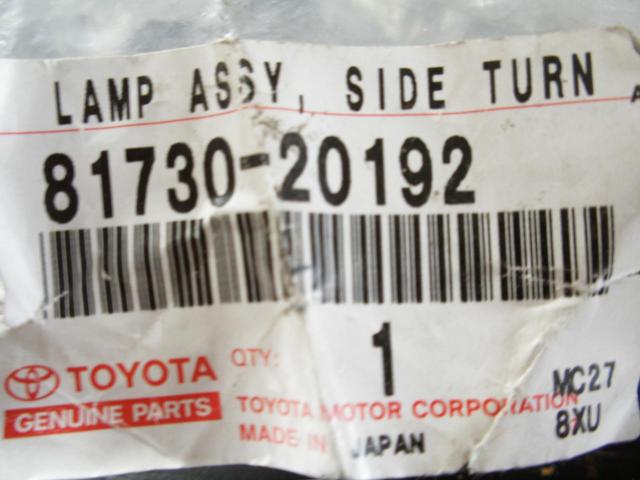 LAMP ASSY, SIDE TURN
81730-20192
TOYOTA
GENUINE PARTS
QTY: 1
TOYOTA MOTOR CORPORATION
MADE IN JAPAN
MC27
8XU